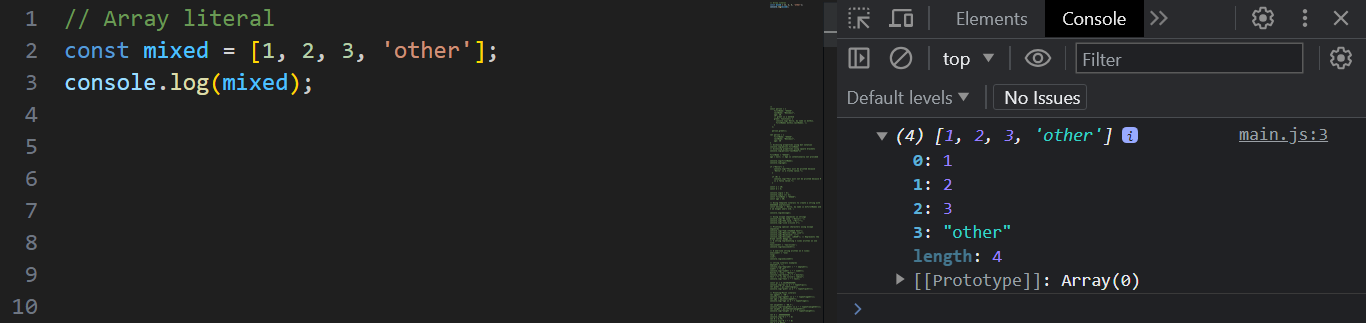 1 // Array literal
2 const mixed = [1, 2, 3, 'other'];
3 console.log(mixed);
4
5
6
7
8
9
10
Elements Console
top Filter
Default levels No Issues
(4) [1, 2, 3, 'other'] i main.js:3
0: 1
1: 2
2: 3
3: "other"
length: 4
[[Prototype]]: Array(0)